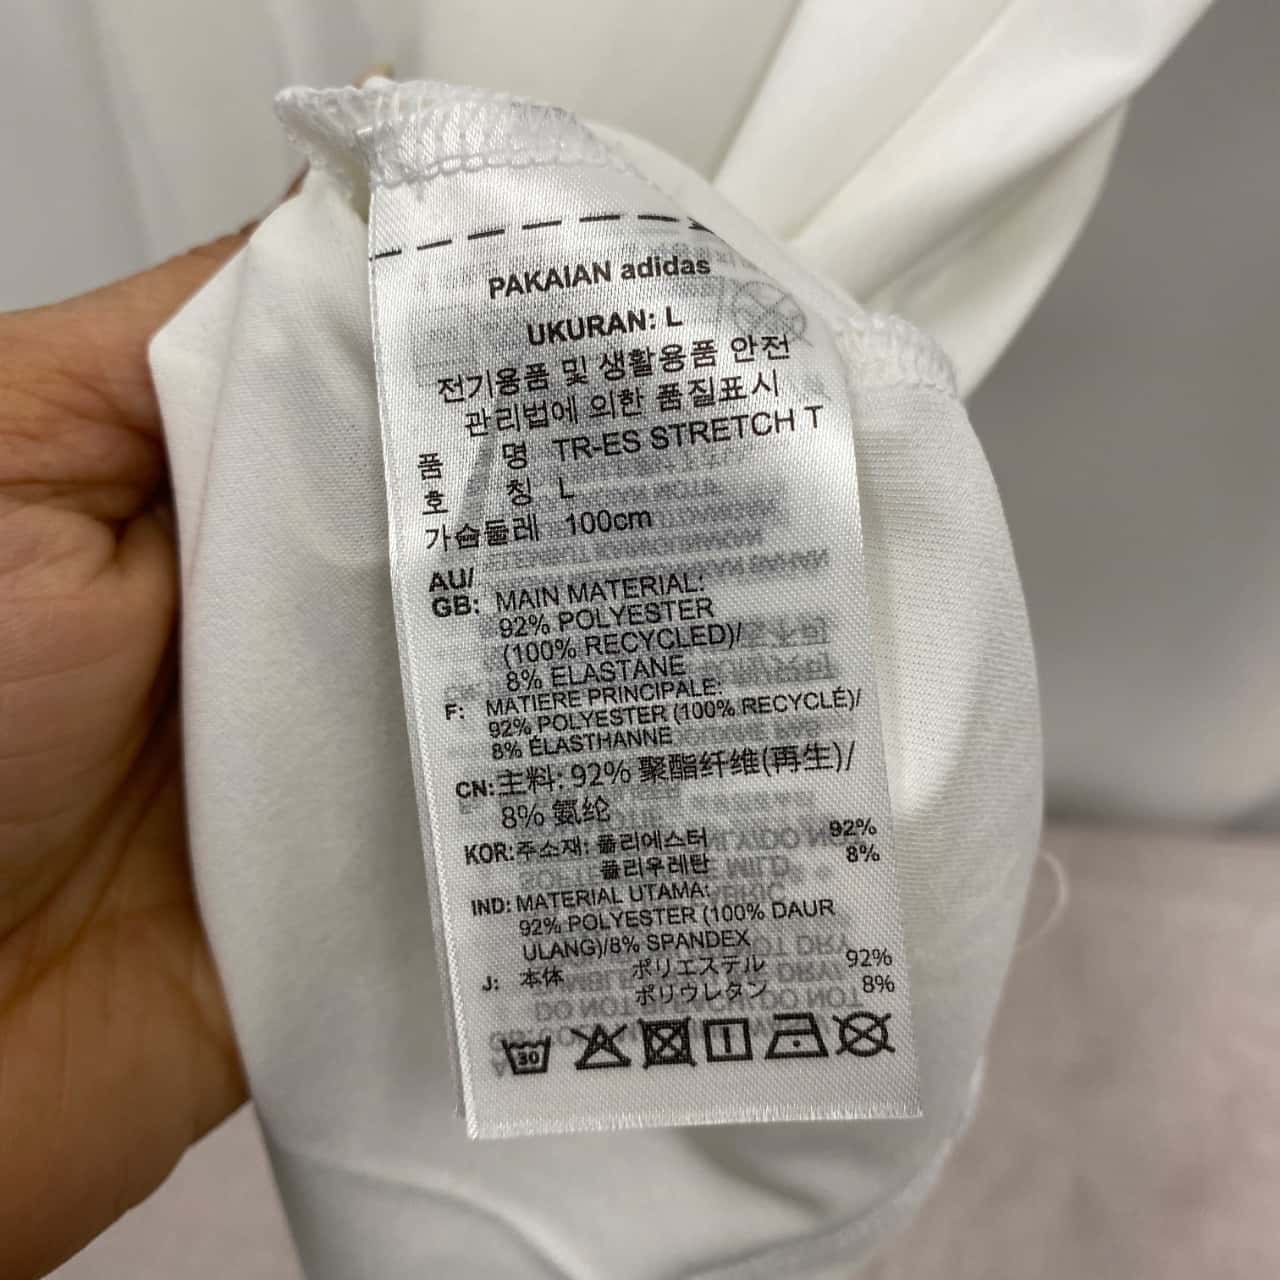 PAKAIAN adidas
UKURAN: L
전기용품 및 생활용품 안전
관리법에 의한 품질표시
품 명 TR-ES STRETCH T
호 칭 L
가슴둘레 100cm
AU/
GB: MAIN MATERIAL:
92% POLYESTER
(100% RECYCLED)/
8% ELASTANE
F: MATIERE PRINCIPALE:
92% POLYESTER (100% RECYCLÉ)/
8% ÉLASTHANNE
CN: 主料: 92% 聚酯纤维(再生)/
8% 氨纶
KOR: 주소재: 폴리에스터 92%
폴리우레탄 8%
IND: MATERIAL UTAMA:
92% POLYESTER (100% DAUR
ULANG)/8% SPANDEX
J: 本体 ポリエステル 92%
ポリウレタン 8%
30